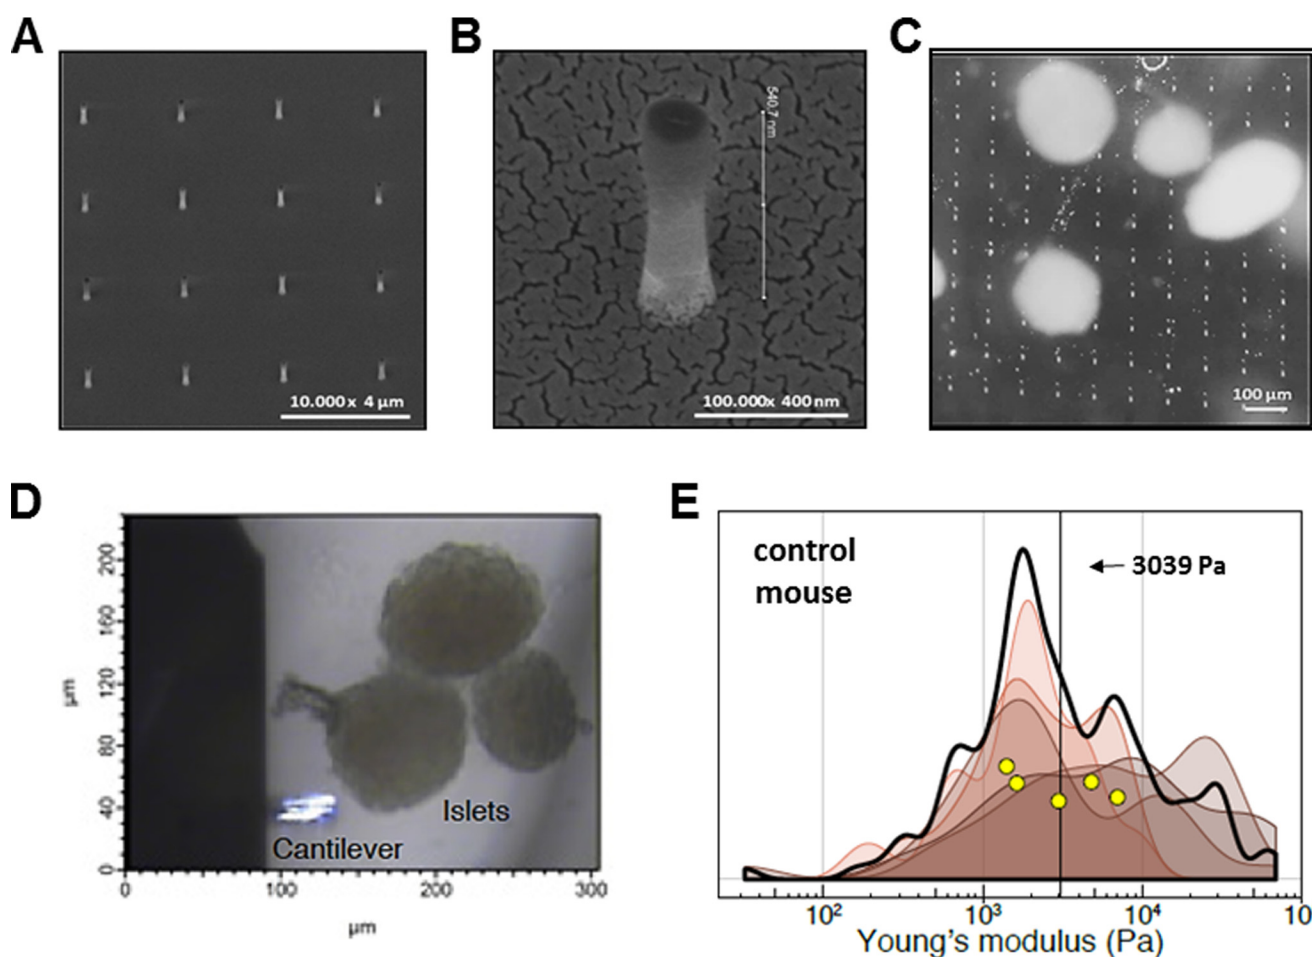 A
B
C
10.000x 4 µm
540.7 nm
100.000x 400 nm
100 µm
D
E
µm
200
160
120
80
40
0
Islets
Cantilever
0
100
200
300
µm
control
mouse
3039 Pa
10²
10³
10⁴
10
Young's modulus (Pa)